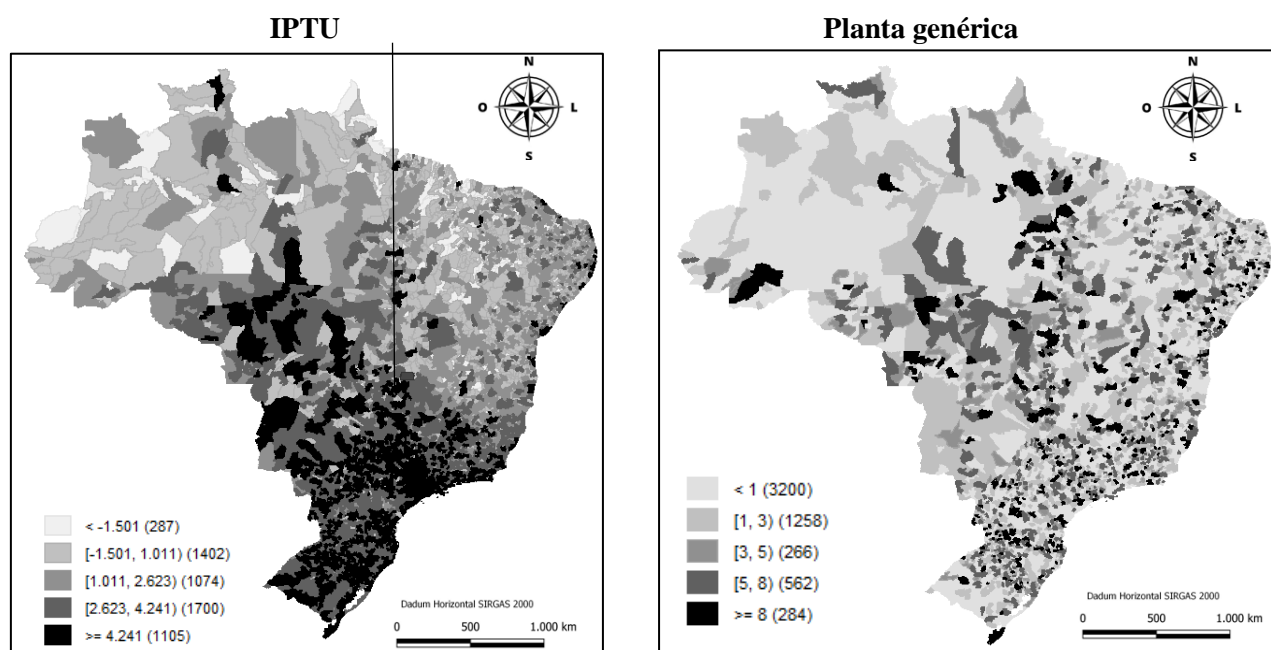 IPTU
N
O
L
S
< -1.501 (287)
[-1.501, 1.011) (1402)
[1.011, 2.623) (1074)
[2.623, 4.241) (1700)
>= 4.241 (1105)
Dadum Horizontal SIRGAS 2000
0 500 1.000 km
Planta genérica
N
O
L
S
< 1 (3200)
[1, 3) (1258)
[3, 5) (266)
[5, 8) (562)
>= 8 (284)
Dadum Horizontal SIRGAS 2000
0 500 1.000 km